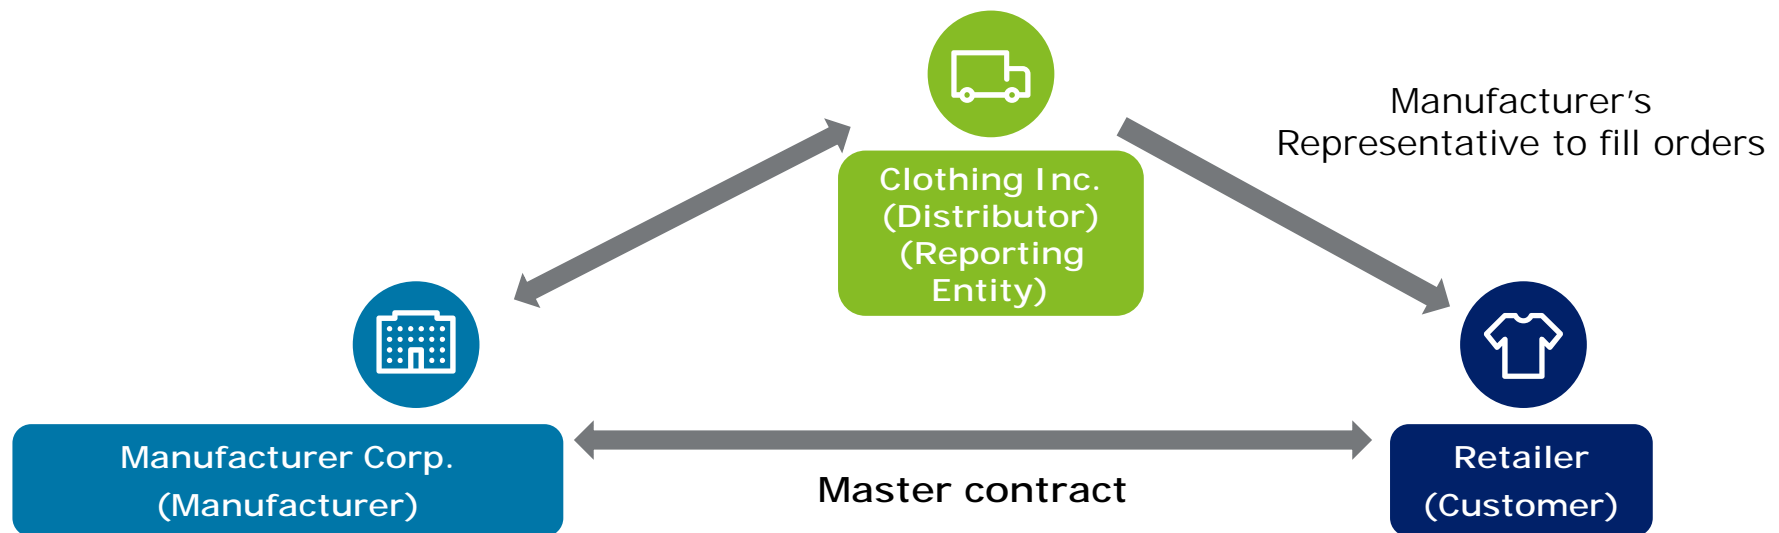 Manufacturer’s
Representative to fill orders
Clothing Inc.
(Distributor)
(Reporting
Entity)
Manufacturer Corp.
(Manufacturer)
Master contract
Retailer
(Customer)